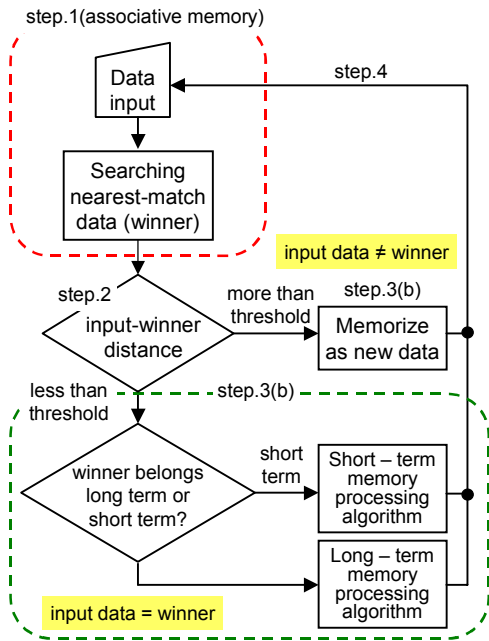 step.1(associative memory)
Data
input
step.4
Searching
nearest-match
data (winner)
input data ≠ winner
step.2
input-winner
distance
more than
threshold
step.3(b)
Memorize
as new data
less than
threshold
step.3(b)
winner belongs
long term or
short term?
short
term
Short – term
memory
processing
algorithm
Long – term
memory
processing
algorithm
input data = winner